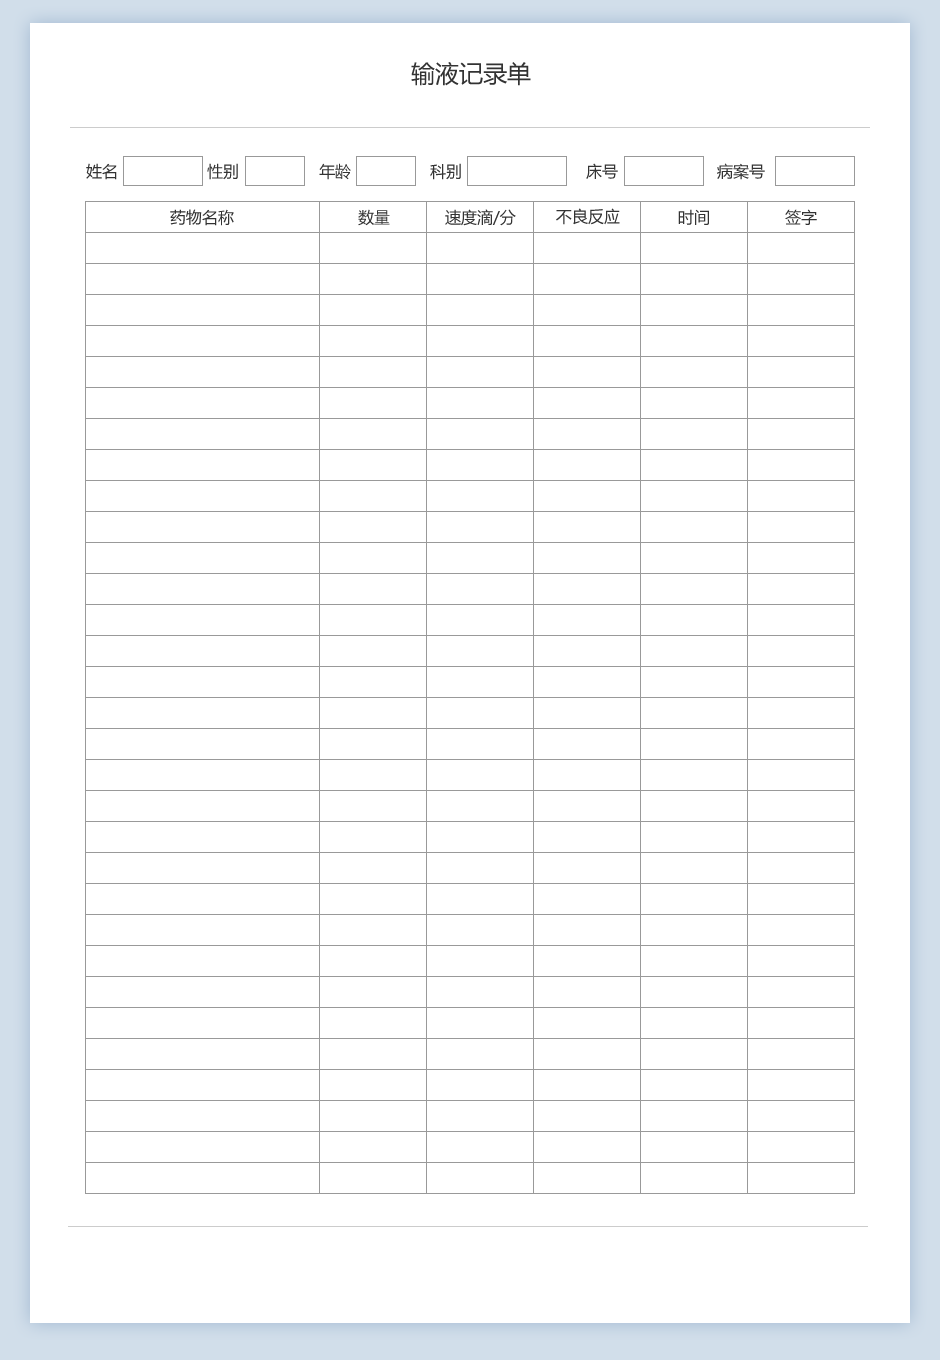 输液记录单
姓名 性别 年龄 科别 床号 病案号
药物名称 数量 速度滴/分 不良反应 时间 签字